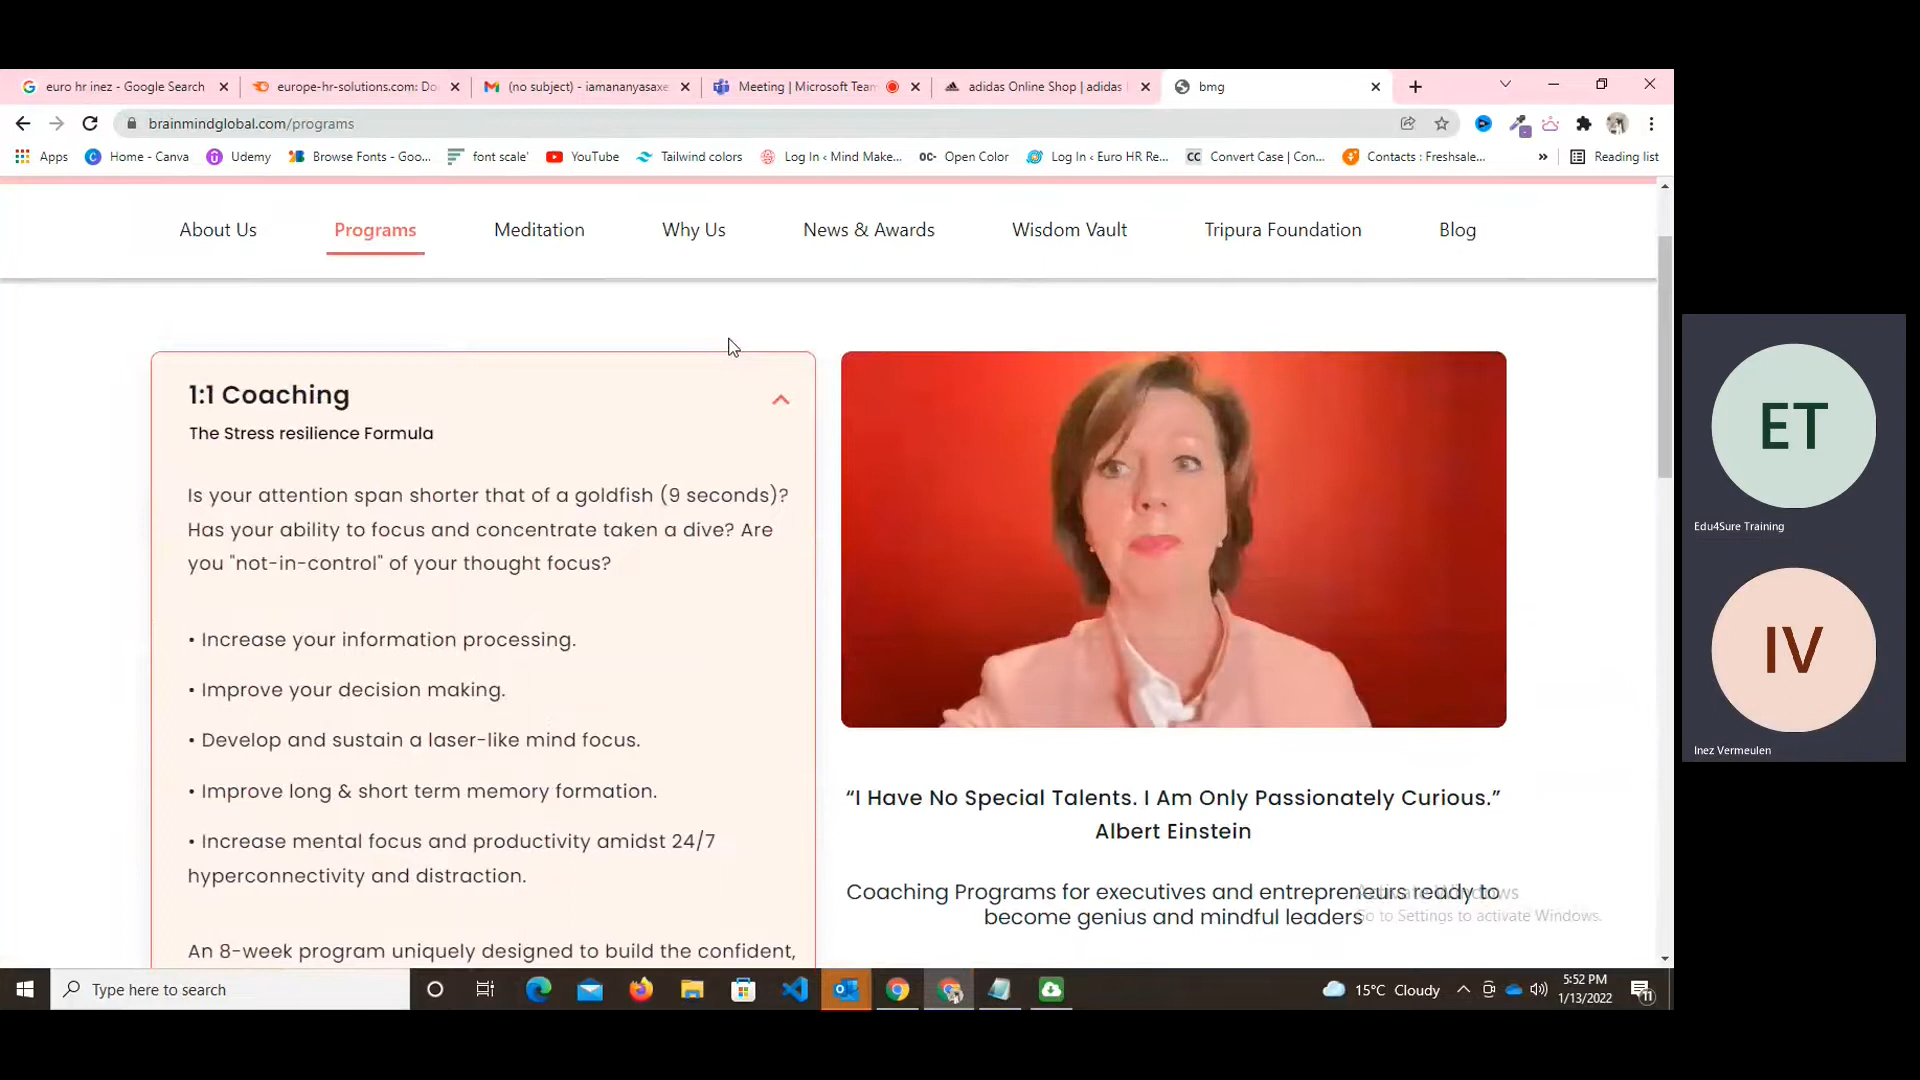 euro hr inez - Google Search
europe-hr-solutions.com: Do
(no subject) - iamananyasaxe
Meeting | Microsoft Team
adidas Online Shop | adidas
bmg
brainmindglobal.com/programs
Apps
Home - Canva
Udemy
Browse Fonts - Goo...
font scale'
YouTube
Tailwind colors
Log In ‹ Mind Make...
OC- Open Color
Log In ‹ Euro HR Re...
CC Convert Case | Con...
Contacts : Freshsale...
»
Reading list
About Us
Programs
Meditation
Why Us
News & Awards
Wisdom Vault
Tripura Foundation
Blog
1:1 Coaching
The Stress resilience Formula
Is your attention span shorter that of a goldfish (9 seconds)?
Has your ability to focus and concentrate taken a dive? Are
you "not-in-control" of your thought focus?
• Increase your information processing.
• Improve your decision making.
• Develop and sustain a laser-like mind focus.
• Improve long & short term memory formation.
• Increase mental focus and productivity amidst 24/7
hyperconnectivity and distraction.
An 8-week program uniquely designed to build the confident,
“I Have No Special Talents. I Am Only Passionately Curious.”
Albert Einstein
Coaching Programs for executives and entrepreneurs ready to
become genius and mindful leaders
Activate Windows
Go to Settings to activate Windows.
ET
Edu4Sure Training
IV
Inez Vermeulen
Type here to search
15°C Cloudy
5:52 PM
1/13/2022
11